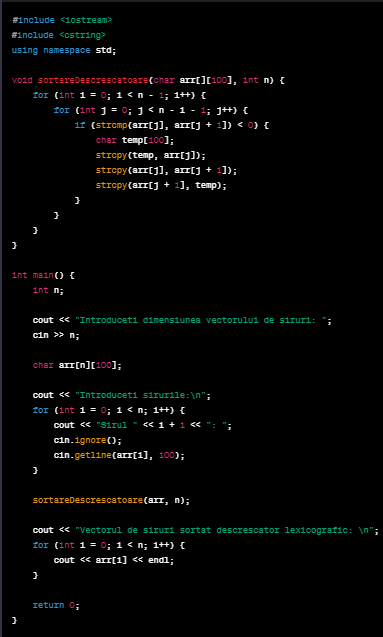 #include <iostream>
#include <cstring>
using namespace std;

void sortareDescrescatoare(char arr[][100], int n) {
    for (int i = 0; i < n - 1; i++) {
        for (int j = 0; j < n - i - 1; j++) {
            if (strcmp(arr[j], arr[j + 1]) < 0) {
                char temp[100];
                strcpy(temp, arr[j]);
                strcpy(arr[j], arr[j + 1]);
                strcpy(arr[j + 1], temp);
            }
        }
    }
}

int main() {
    int n;

    cout << "Introduceti dimensiunea vectorului de siruri: ";
    cin >> n;

    char arr[n][100];

    cout << "Introduceti sirurile:\n";
    for (int i = 0; i < n; i++) {
        cout << "Sirul " << i + 1 << ": ";
        cin.ignore();
        cin.getline(arr[i], 100);
    }

    sortareDescrescatoare(arr, n);

    cout << "Vectorul de siruri sortat descrescator lexicografic: \n";
    for (int i = 0; i < n; i++) {
        cout << arr[i] << endl;
    }

    return 0;
}